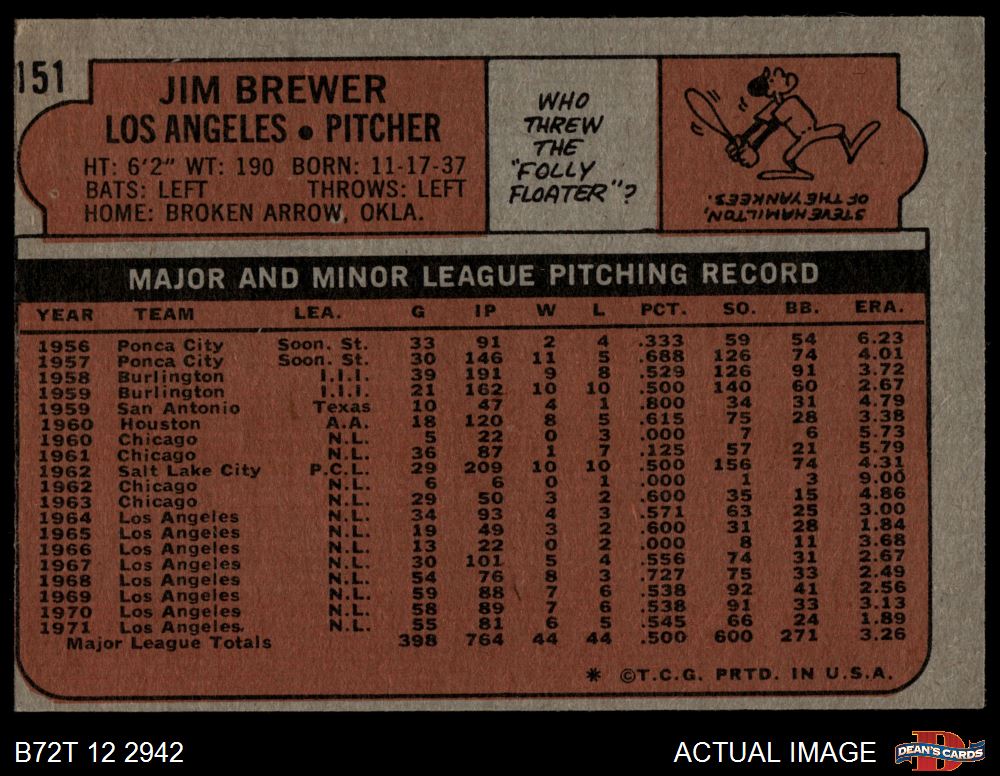 151
JIM BREWER
LOS ANGELES • PITCHER
HT: 6'2" WT: 190 BORN: 11-17-37
BATS: LEFT THROWS: LEFT
HOME: BROKEN ARROW, OKLA.
WHO
THREW
THE
"FOLLY
FLOATER"?
STEVE HAMILTON,
OF THE YANKEES.
MAJOR AND MINOR LEAGUE PITCHING RECORD
YEAR TEAM LEA. G IP W L PCT. SO. BB. ERA.
1956 Ponca City Soon. St. 33 91 2 4 .333 59 54 6.23
1957 Ponca City Soon. St. 30 146 11 5 .688 126 74 4.01
1958 Burlington I.I.I. 39 191 9 8 .529 126 91 3.72
1959 Burlington I.I.I. 21 162 10 10 .500 140 60 2.67
1959 San Antonio Texas 10 47 4 1 .800 34 31 4.79
1960 Houston A.A. 18 120 8 5 .615 75 28 3.38
1960 Chicago N.L. 5 22 0 3 .000 7 6 5.73
1961 Chicago N.L. 36 87 1 7 .125 57 21 5.79
1962 Salt Lake City P.C.L. 29 209 10 10 .500 156 74 4.31
1962 Chicago N.L. 6 6 0 1 .000 1 3 9.00
1963 Chicago N.L. 29 50 3 2 .600 35 15 4.86
1964 Los Angeles N.L. 34 93 4 3 .571 63 25 3.00
1965 Los Angeles N.L. 19 49 3 2 .600 31 28 1.84
1966 Los Angeles N.L. 13 22 0 2 .000 8 11 3.68
1967 Los Angeles N.L. 30 101 5 4 .556 74 31 2.67
1968 Los Angeles N.L. 54 76 8 3 .727 75 33 2.49
1969 Los Angeles N.L. 59 88 7 6 .538 92 41 2.56
1970 Los Angeles N.L. 58 89 7 6 .538 91 33 3.13
1971 Los Angeles. N.L. 55 81 6 5 .545 66 24 1.89
Major League Totals 398 764 44 44 .500 600 271 3.26
* ©T.C.G. PRTD. IN U.S.A.
B72T 12 2942
ACTUAL IMAGE
D
DEAN'S CARDS